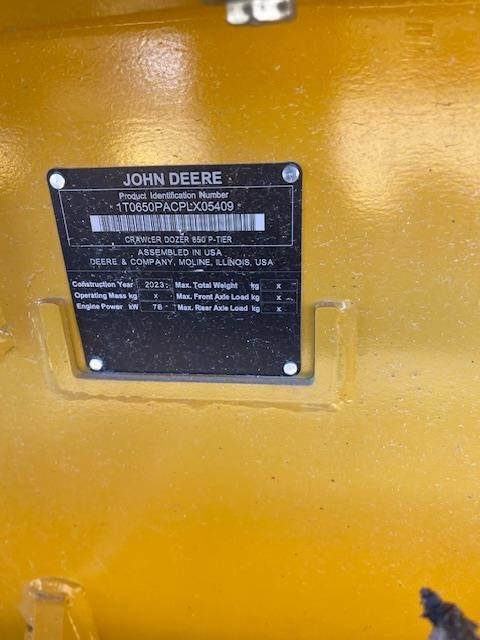 JOHN DEERE
Product Identification Number
1T0650PACPLX05409
CRAWLER DOZER 650 P-TIER
ASSEMBLED IN USA
DEERE & COMPANY, MOLINE, ILLINOIS, USA
Construction Year 2023 Max. Total Weight kg x
Operating Mass kg x Max. Front Axle Load kg x
Engine Power kW 78 Max. Rear Axle Load kg x